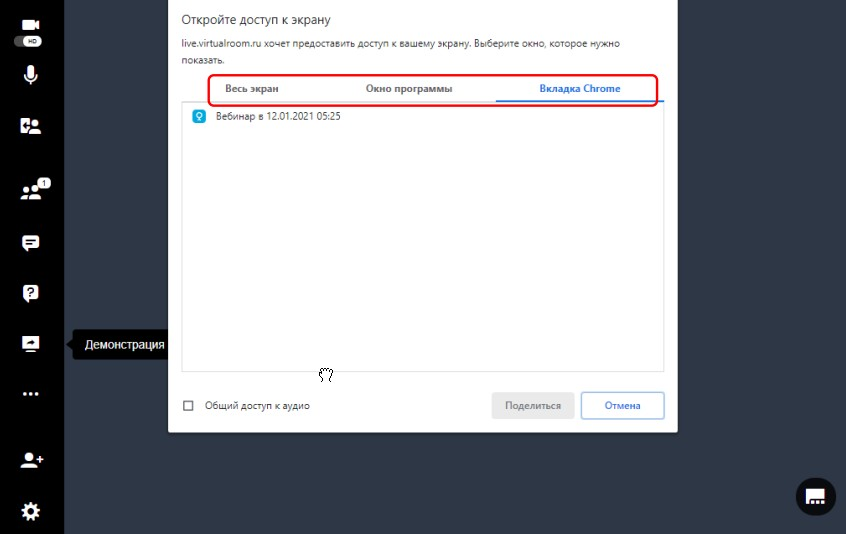 Откройте доступ к экрану
live.virtualroom.ru хочет предоставить доступ к вашему экрану. Выберите окно, которое нужно
показать.
HD
Весь экран
Окно программы
Вкладка Chrome
Вебинар в 12.01.2021 05:25
1
?
Демонстрация
Общий доступ к аудио
Поделиться
Отмена